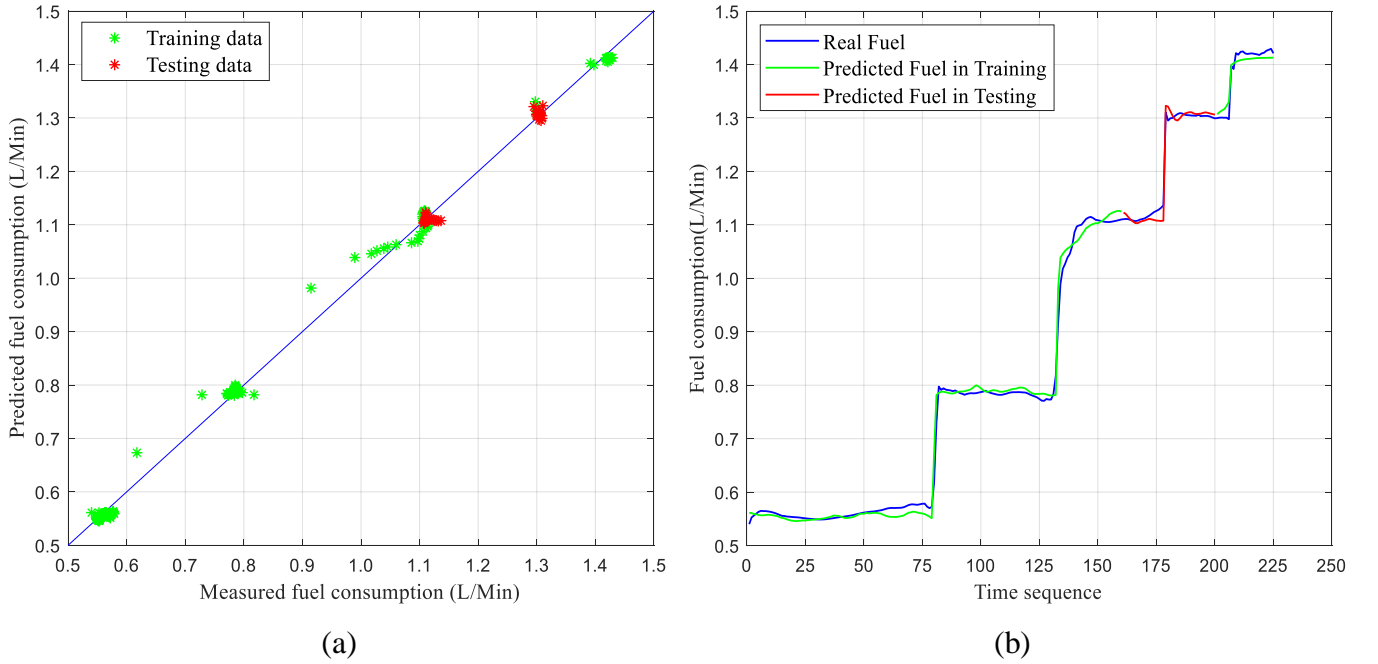 Training data
Testing data
1.5
1.4
1.3
1.2
1.1
1.0
0.9
0.8
0.7
0.6
0.5
Predicted fuel consumption (L/Min)
0.5 0.6 0.7 0.8 0.9 1.0 1.1 1.2 1.3 1.4 1.5
Measured fuel consumption (L/Min)
(a)
Real Fuel
Predicted Fuel in Training
Predicted Fuel in Testing
1.5
1.4
1.3
1.2
1.1
1.0
0.9
0.8
0.7
0.6
0.5
Fuel consumption(L/Min)
0 25 50 75 100 125 150 175 200 225 250
Time sequence
(b)